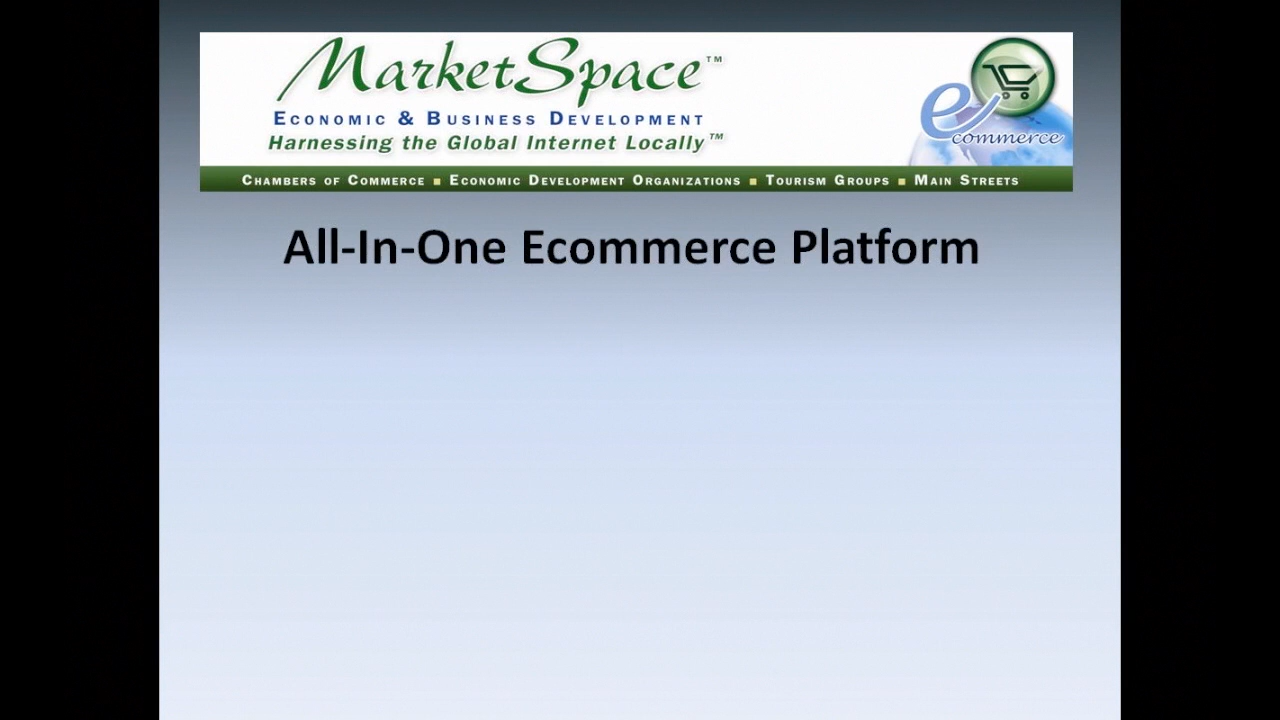 MarketSpace™
Economic & Business Development
Harnessing the Global Internet Locally™
e commerce
Chambers of Commerce ▪ Economic Development Organizations ▪ Tourism Groups ▪ Main Streets
All-In-One Ecommerce Platform